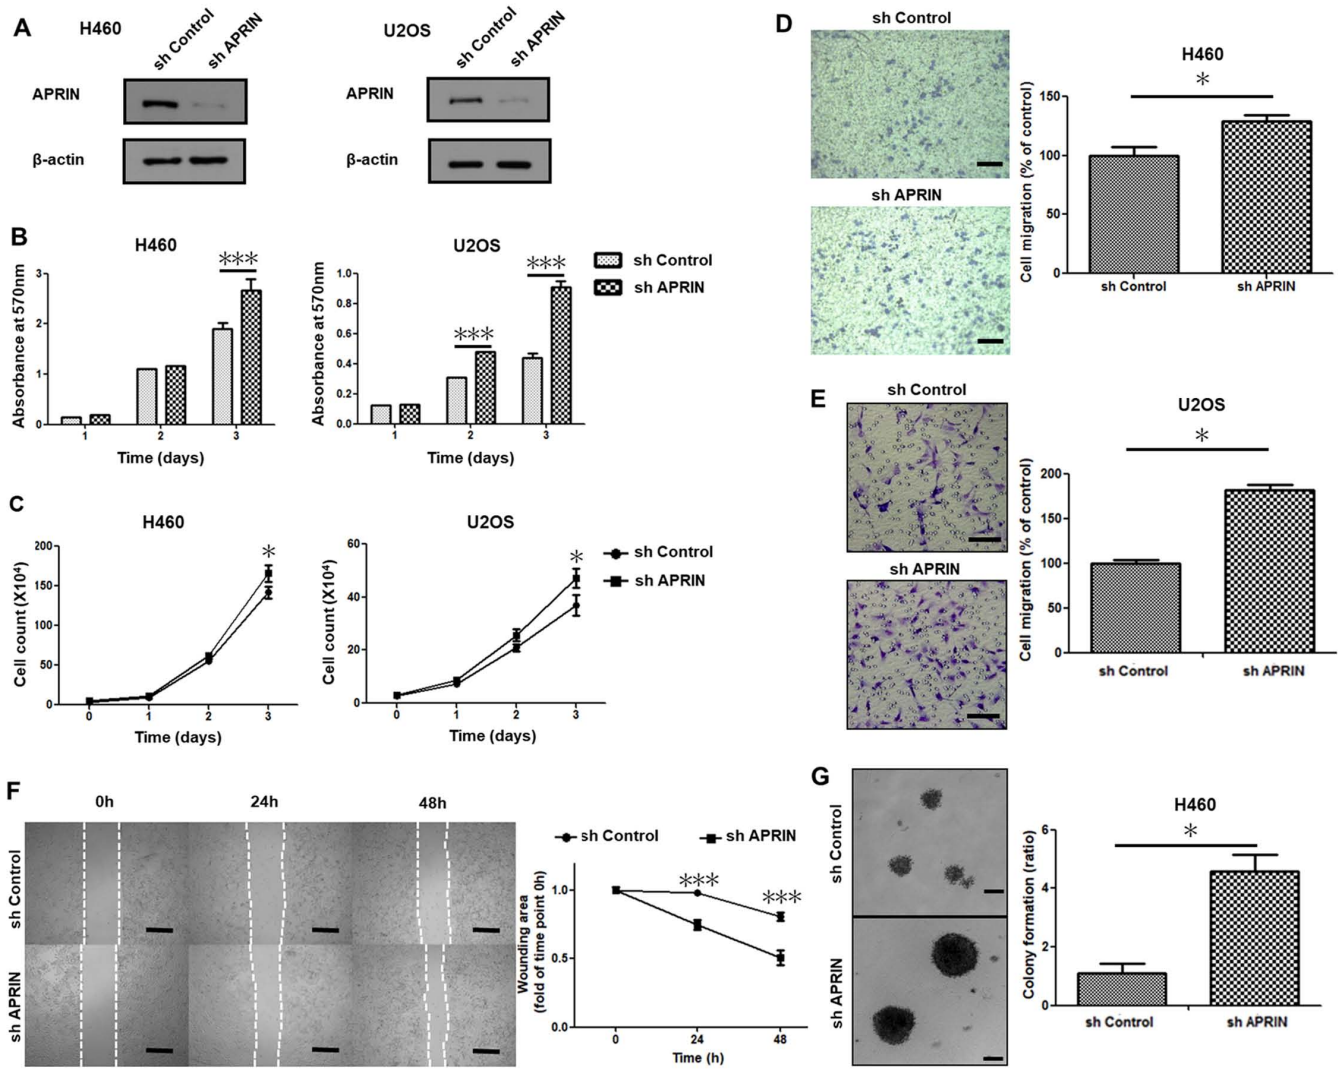 A
H460
sh Control
sh APRIN
U2OS
sh Control
sh APRIN
APRIN
APRIN
β-actin
β-actin
B
H460
U2OS
***
***
***
sh Control
sh APRIN
Absorbance at 570nm
3
2
1
0
1 2 3
Time (days)
Absorbance at 570nm
1.0
0.8
0.6
0.4
0.2
0.0
1 2 3
Time (days)
C
H460
U2OS
*
*
sh Control
sh APRIN
Cell count (X10⁴)
200
150
100
50
0
0 1 2 3
Time (days)
Cell count (X10⁴)
60
40
20
0
0 1 2 3
Time (days)
D
sh Control
sh APRIN
H460
*
Cell migration (% of control)
150
100
50
0
sh Control sh APRIN
E
sh Control
sh APRIN
U2OS
*
Cell migration (% of control)
200
150
100
50
0
sh Control sh APRIN
F
0h 24h 48h
sh Control
sh APRIN
sh Control sh APRIN
***
***
Wounding area
(fold of time point 0h)
1.0
0.5
0.0
0 24 48
Time (h)
G
sh Control
sh APRIN
H460
*
Colony formation (ratio)
6
4
2
0
sh Control sh APRIN